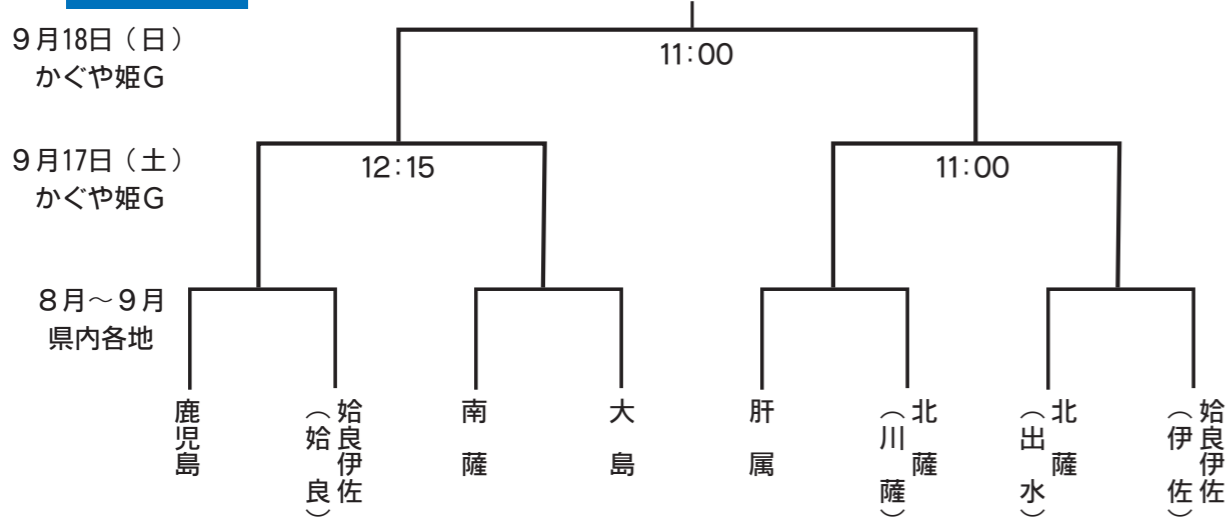 9月18日（日）
かぐや姫G
11:00
9月17日（土）
かぐや姫G
12:15
11:00
8月～9月
県内各地
鹿児島
姶良伊佐
（姶良）
南薩
大島
肝属
北薩
（川薩）
北薩
（出水）
姶良伊佐
（伊佐）